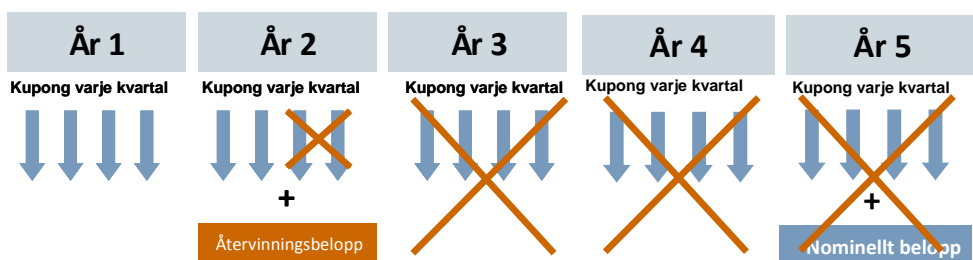 År 1
Kupong varje kvartal
År 2
Kupong varje kvartal
+
Återvinningsbelopp
År 3
Kupong varje kvartal
År 4
Kupong varje kvartal
År 5
Kupong varje kvartal
+
Nominellt belopp